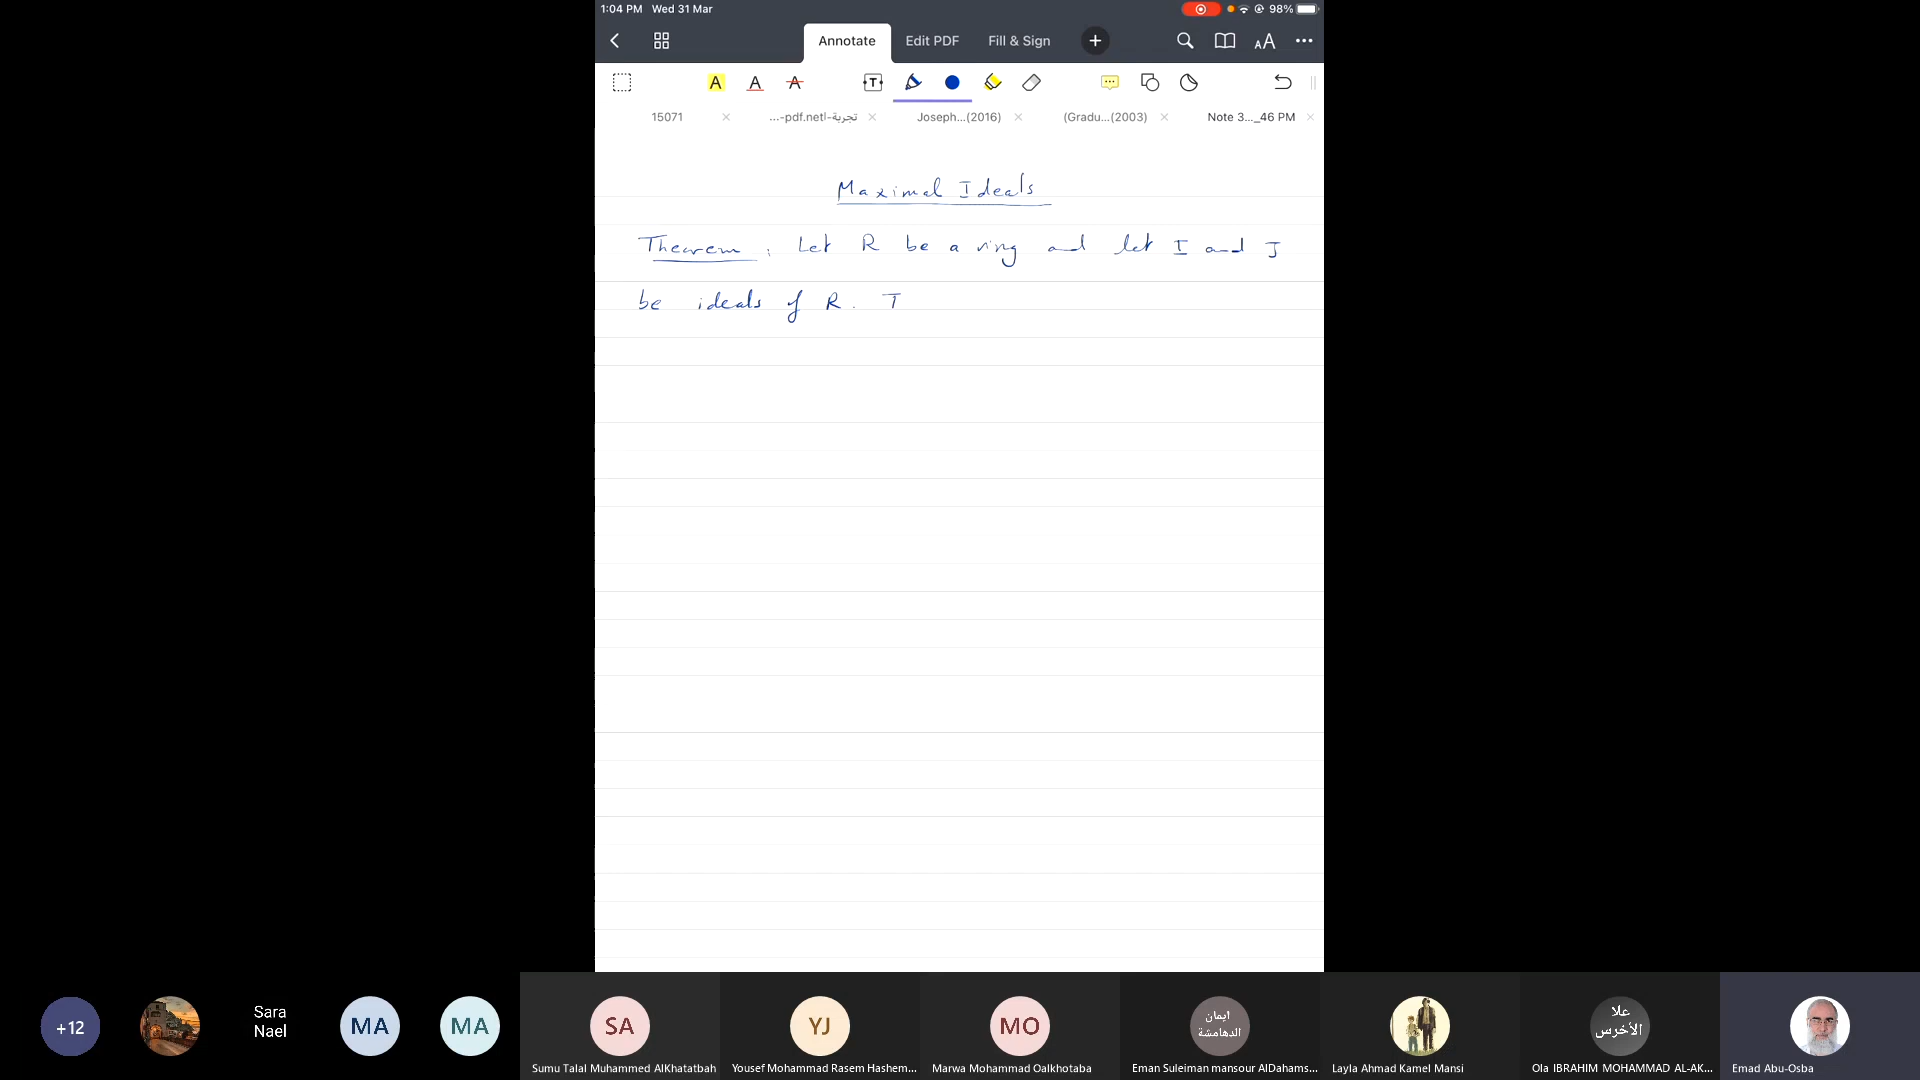 1:04 PM Wed 31 Mar
98%
Annotate Edit PDF Fill & Sign
AA
A A A T
15071
...-pdf.net|-تجربة
Joseph...(2016)
(Gradu...(2003)
Note 3..._46 PM
Maximal Ideals
Theorem : Let R be a ring and let I and J
be ideals of R. T
+12
Sara
Nael
MA
MA
SA
YJ
MO
ايمان
الدهامشة
علا
الأخرس
Sumu Talal Muhammed AlKhatatbah
Yousef Mohammad Rasem Hashem...
Marwa Mohammad Oalkhotaba
Eman Suleiman mansour AlDahams...
Layla Ahmad Kamel Mansi
Ola IBRAHIM MOHAMMAD AL-AK...
Emad Abu-Osba